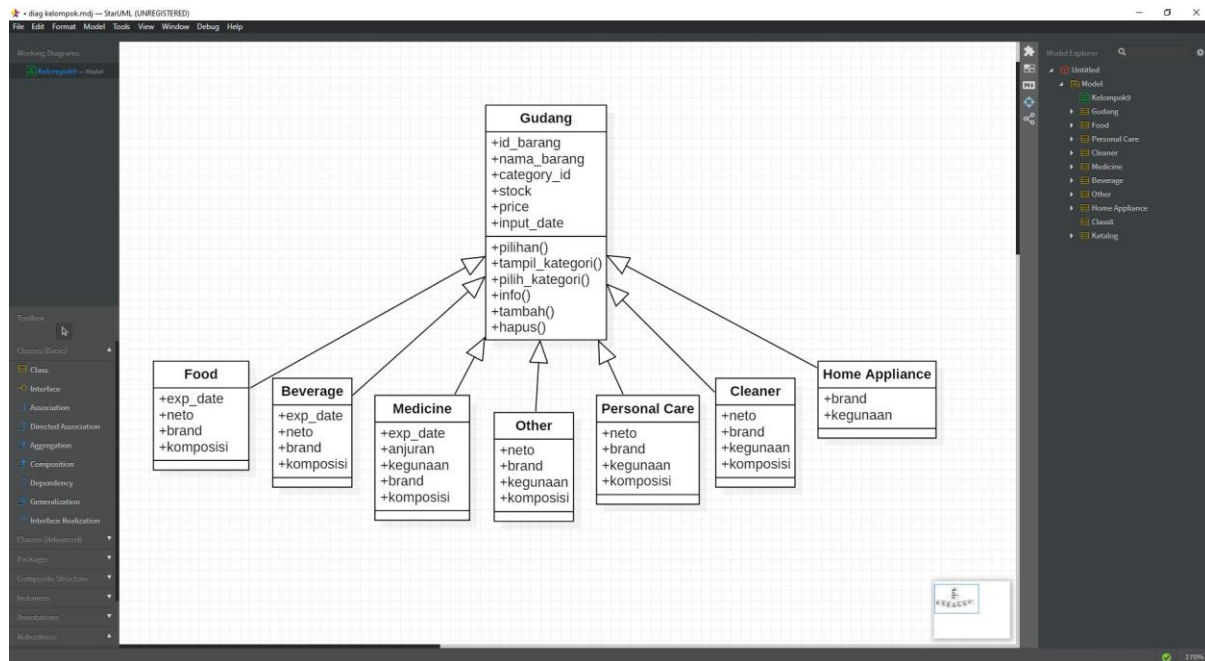 • diag kelompok.mdj — StarUML (UNREGISTERED)
File Edit Format Model Tools View Window Debug Help
Working Diagrams
Kelompok9 — Model
Toolbox
Classes (Basic)
Class
Interface
Association
Directed Association
Aggregation
Composition
Dependency
Generalization
Interface Realization
Classes (Advanced)
Packages
Composite Structure
Instances
Annotations
Robustness
Gudang
+id_barang
+nama_barang
+category_id
+stock
+price
+input_date
+pilihan()
+tampil_kategori()
+pilih_kategori()
+info()
+tambah()
+hapus()
Food
+exp_date
+neto
+brand
+komposisi
Beverage
+exp_date
+neto
+brand
+komposisi
Medicine
+exp_date
+anjuran
+kegunaan
+brand
+komposisi
Other
+neto
+brand
+kegunaan
+komposisi
Personal Care
+neto
+brand
+kegunaan
+komposisi
Cleaner
+neto
+brand
+kegunaan
+komposisi
Home Appliance
+brand
+kegunaan
Model Explorer
Untitled
Model
Kelompok9
Gudang
Food
Personal Care
Cleaner
Medicine
Beverage
Other
Home Appliance
Class8
Katalog
170%